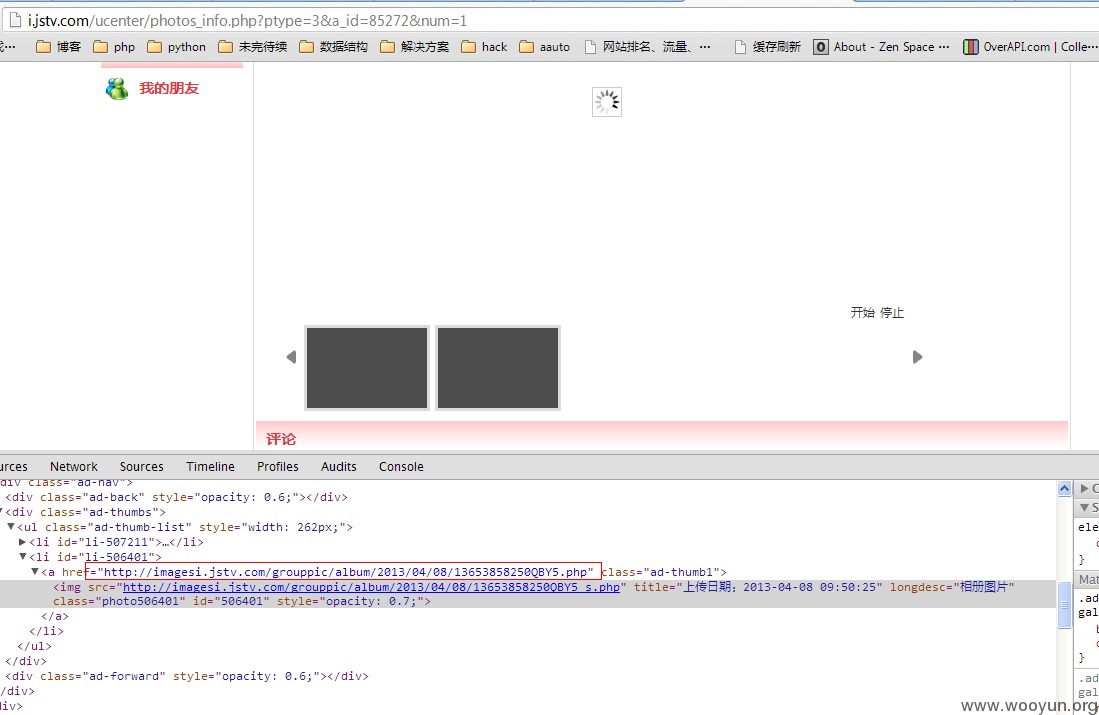 i.jstv.com/ucenter/photos_info.php?ptype=3&a_id=85272&num=1
博客 php python 未完待续 数据结构 解决方案 hack aauto 网站排名、流量、… 缓存刷新 About - Zen Space … OverAPI.com | Colle…
我的朋友
开始 停止
评论
urces Network Sources Timeline Profiles Audits Console
div class="ad-nav">
<div class="ad-back" style="opacity: 0.6;"></div>
▼<div class="ad-thumbs">
▼<ul class="ad-thumb-list" style="width: 262px;">
▶<li id="li-507211">…</li>
▼<li id="li-506401">
▼<a href="http://imagesi.jstv.com/grouppic/album/2013/04/08/13653858250QBY5.php" class="ad-thumb1">
<img src="http://imagesi.jstv.com/grouppic/album/2013/04/08/13653858250QBY5_s.php" title="上传日期：2013-04-08 09:50:25" longdesc="相册图片"
class="photo506401" id="506401" style="opacity: 0.7;">
</a>
</li>
</ul>
</div>
<div class="ad-forward" style="opacity: 0.6;"></div>
/div>
iv>
ele
}
Mat
.ad
gal
}
.ad
gal
www.wooyun.org